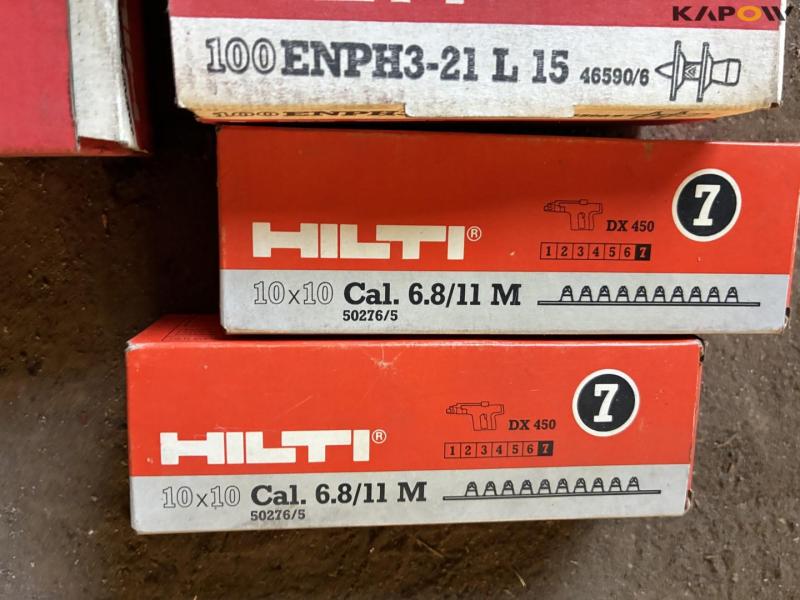 KAPOW
100 ENPH3-21 L 15 46590/6
100 ENPH
7
HILTI®
DX 450
1 2 3 4 5 6 7
10x10 Cal. 6.8/11 M
50276/5
7
HILTI®
DX 450
1 2 3 4 5 6 7
10x10 Cal. 6.8/11 M
50276/5